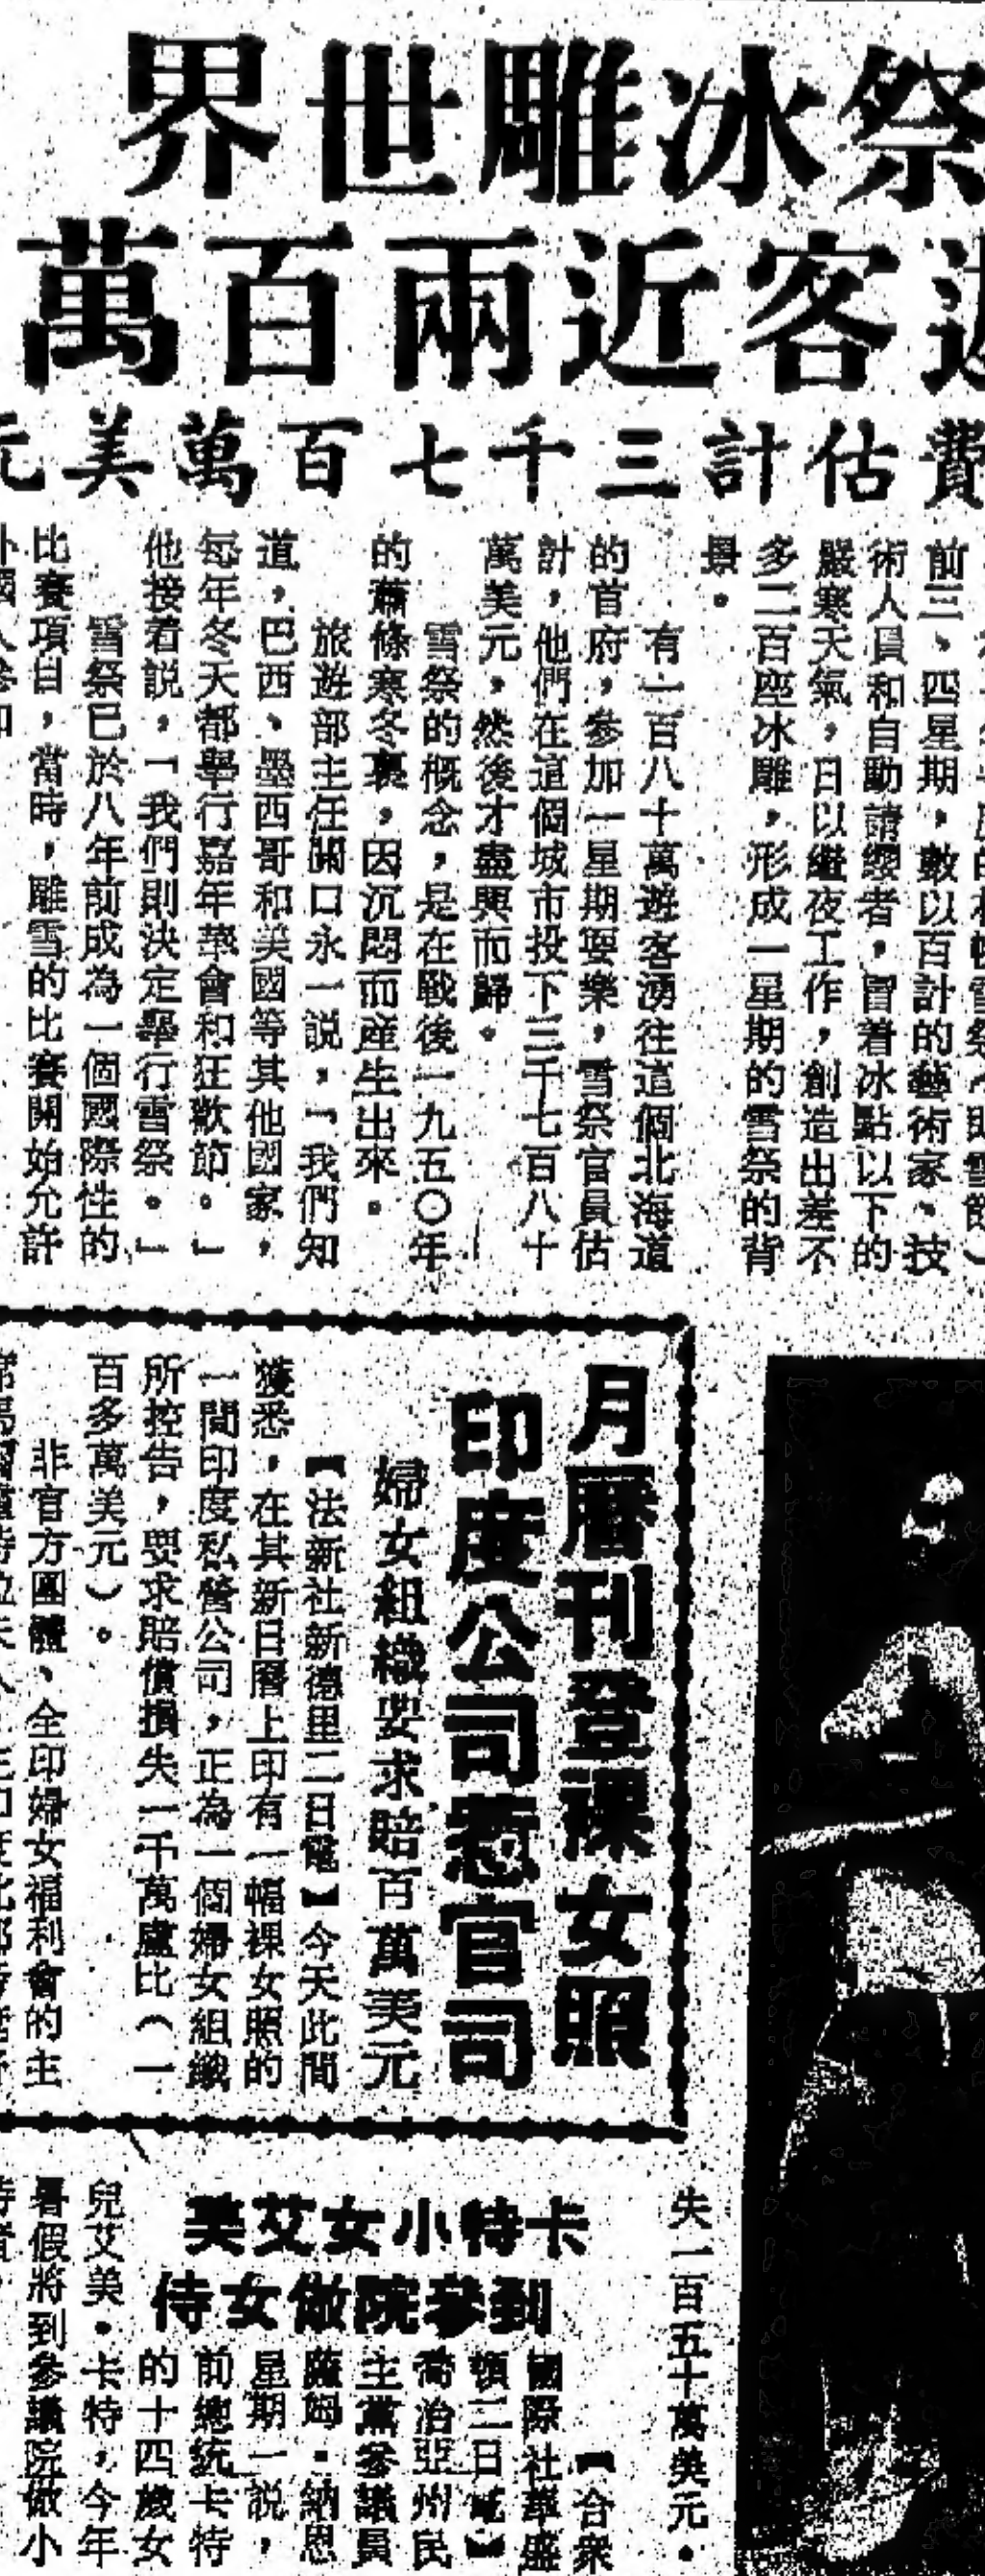 祭冰雕世界
客近兩百萬
費估計三千七百萬美元
前三、四星期，數以百計的藝術家、技
術人員和自動請纓者，冒着冰點以下的
嚴寒天氣，日以繼夜工作，創造出差不
多二百座冰雕，形成一星期的雪祭的背
景。
有一百八十萬遊客湧往這個北海道
的首府，參加一星期耍樂，雪祭官員估
計，他們在這個城市投下三千七百八十
萬美元，然後才盡興而歸。
雪祭的概念，是在戰後一九五〇年
的蕭條寒冬裏，因沉悶而產生出來。
旅遊部主任關口永一説，「我們知
道，巴西、墨西哥和美國等其他國家，
每年冬天都舉行嘉年華會和狂歡節。」
他接着説，「我們則決定舉行雪祭。」
雪祭已於八年前成為一個國際性的
比賽項目，當時，雕雪的比賽開始允許
外國人參加
月曆刊登裸女照
印度公司惹官司
婦女組織要求賠百萬美元
【法新社新德里二日電】今天此間
獲悉，在其新日曆上印有一幅裸女照的
一間印度私營公司，正為一個婦女組織
所控告，要求賠償損失一千萬盧比（一
百多萬美元）。
非官方團體、全印婦女福利會的主
失一百五十萬美元。
卡特小女艾美
到參院做女侍
【合衆
國際社華盛
頓二日電】
喬治亞州民
主黨參議員
薩姆·納恩
星期一説，
前總統卡特
的十四歲女
兒艾美·卡特，今年
暑假將到參議院做小